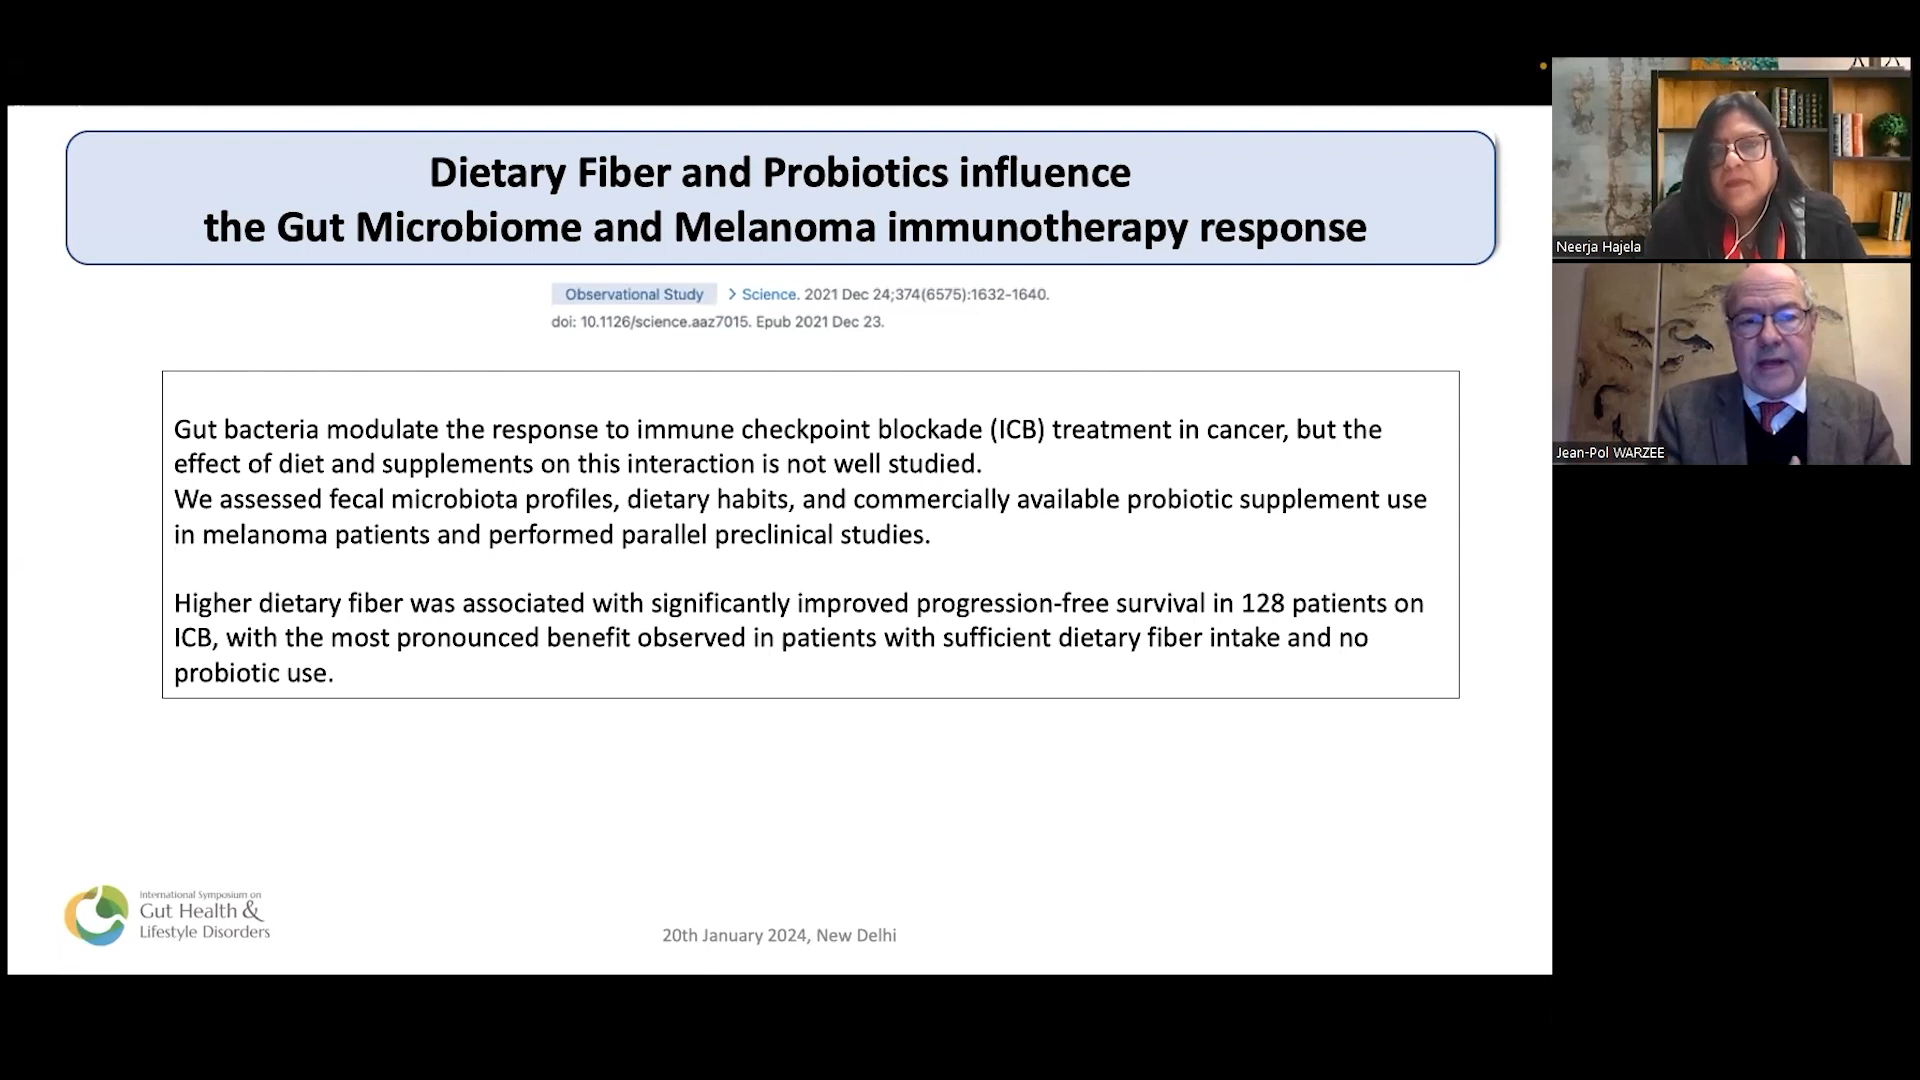 Dietary Fiber and Probiotics influence
the Gut Microbiome and Melanoma immunotherapy response
Observational Study > Science. 2021 Dec 24;374(6575):1632-1640.
doi: 10.1126/science.aaz7015. Epub 2021 Dec 23.
Gut bacteria modulate the response to immune checkpoint blockade (ICB) treatment in cancer, but the
effect of diet and supplements on this interaction is not well studied.
We assessed fecal microbiota profiles, dietary habits, and commercially available probiotic supplement use
in melanoma patients and performed parallel preclinical studies.
Higher dietary fiber was associated with significantly improved progression-free survival in 128 patients on
ICB, with the most pronounced benefit observed in patients with sufficient dietary fiber intake and no
probiotic use.
International Symposium on
Gut Health &
Lifestyle Disorders
20th January 2024, New Delhi
Neerja Hajela
Jean-Pol WARZEE